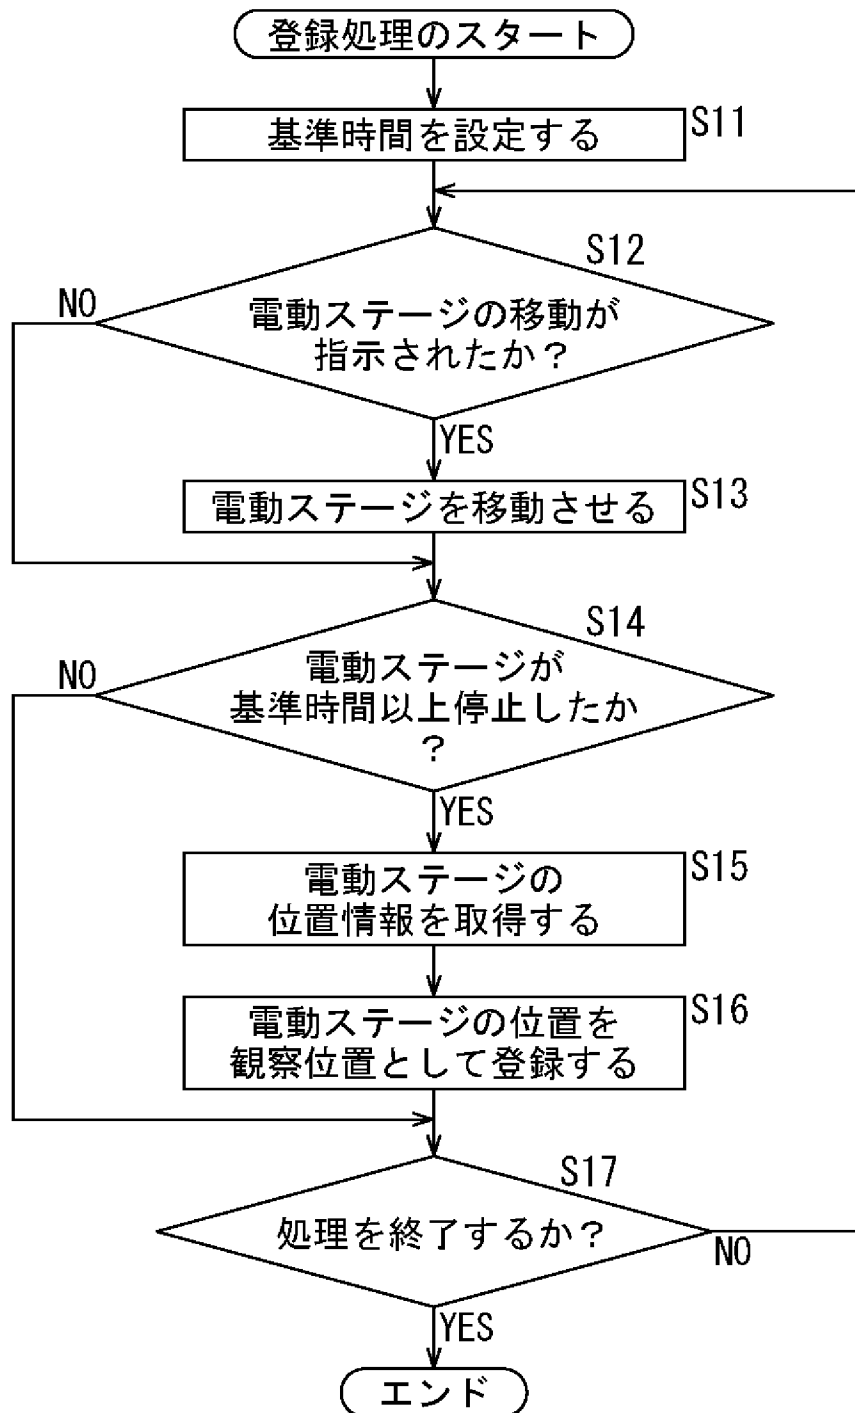 登録処理のスタート
基準時間を設定する
S11
S12
NO
電動ステージの移動が
指示されたか？
YES
電動ステージを移動させる
S13
S14
NO
電動ステージが
基準時間以上停止したか
？
YES
電動ステージの
位置情報を取得する
S15
電動ステージの位置を
観察位置として登録する
S16
S17
処理を終了するか？
NO
YES
エンド